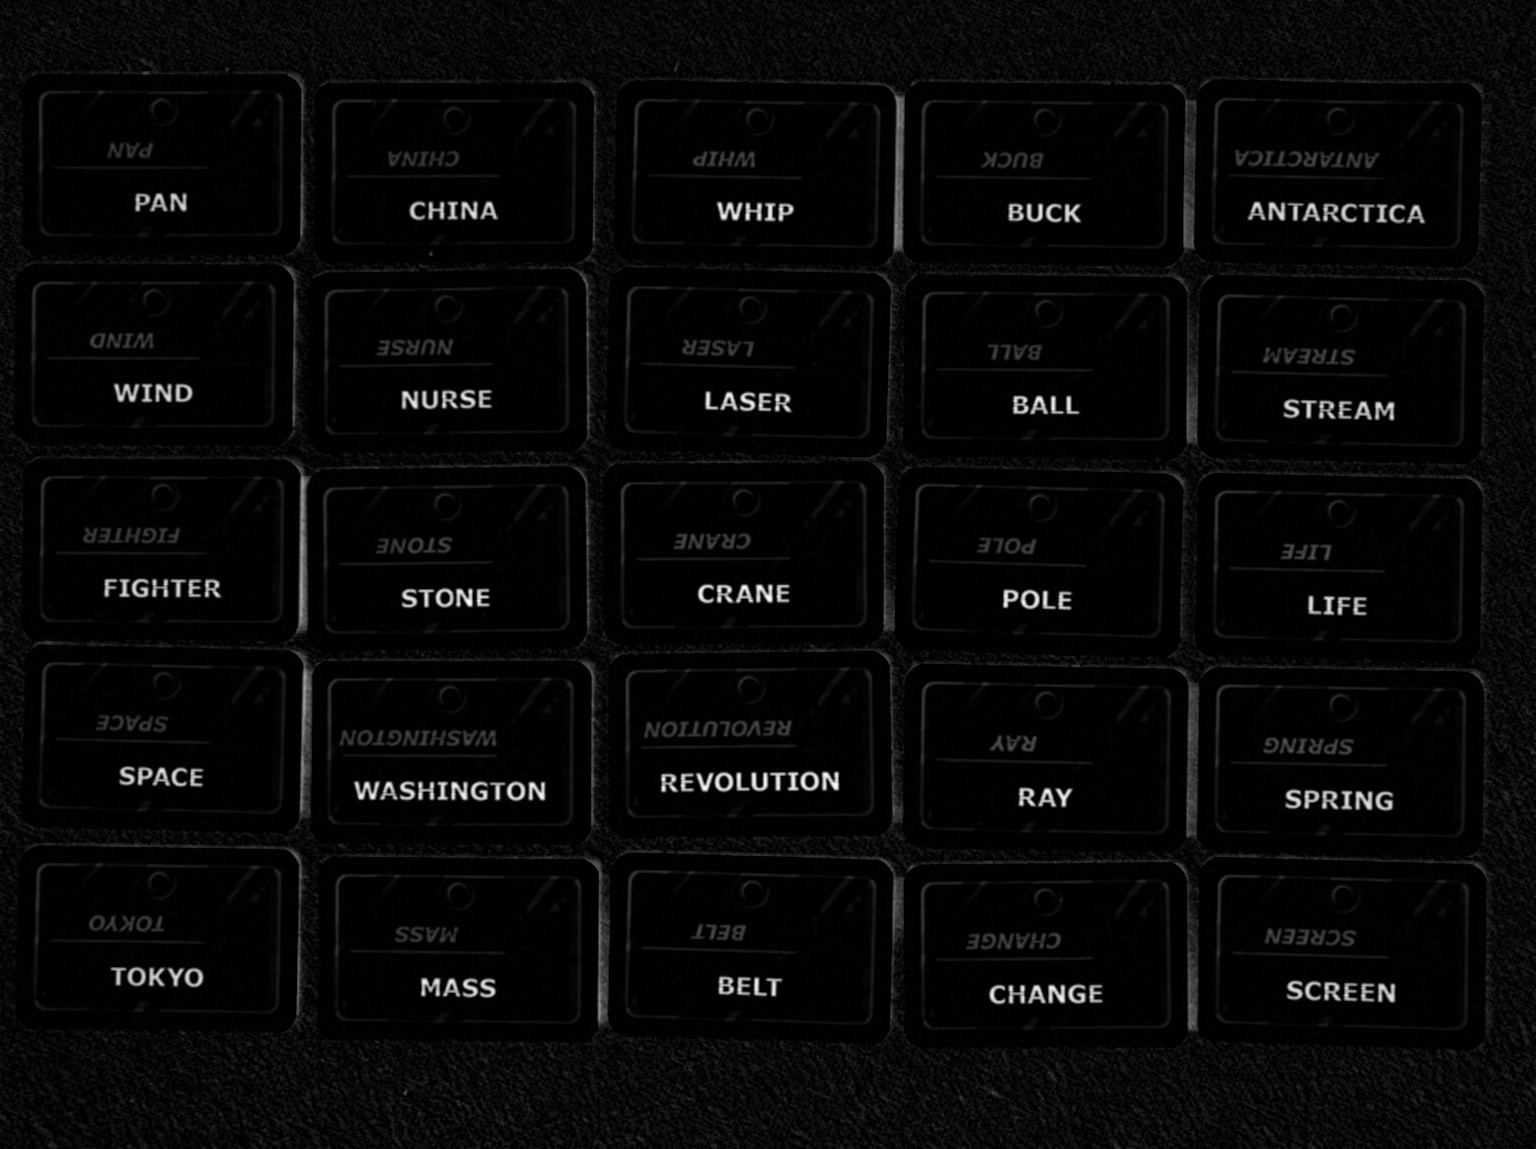 PAN
PAN
CHINA
CHINA
WHIP
WHIP
BUCK
BUCK
ANTARCTICA
ANTARCTICA
WIND
WIND
NURSE
NURSE
LASER
LASER
BALL
BALL
STREAM
STREAM
FIGHTER
FIGHTER
STONE
STONE
CRANE
CRANE
POLE
POLE
LIFE
LIFE
SPACE
SPACE
WASHINGTON
WASHINGTON
REVOLUTION
REVOLUTION
RAY
RAY
SPRING
SPRING
TOKYO
TOKYO
MASS
MASS
BELT
BELT
CHANGE
CHANGE
SCREEN
SCREEN